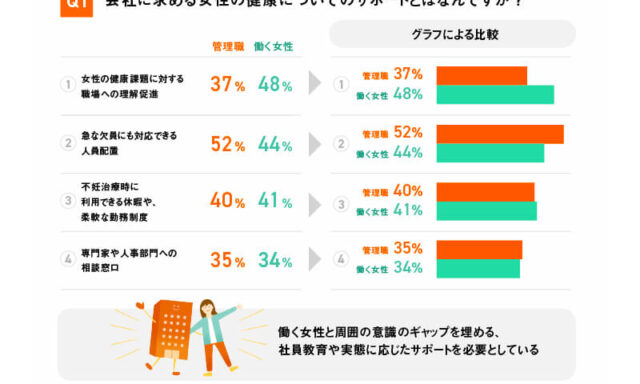 Q1 会社に求める女性の健康についてのサポートとはなんですか？
グラフによる比較
管理職 働く女性
1 女性の健康課題に対する
職場への理解促進
37% 48%
1 管理職 37%
働く女性 48%
2 急な欠員にも対応できる
人員配置
52% 44%
2 管理職 52%
働く女性 44%
3 不妊治療時に
利用できる休暇や、
柔軟な勤務制度
40% 41%
3 管理職 40%
働く女性 41%
4 専門家や人事部門への
相談窓口
35% 34%
4 管理職 35%
働く女性 34%
働く女性と周囲の意識のギャップを埋める、
社員教育や実態に応じたサポートを必要としている